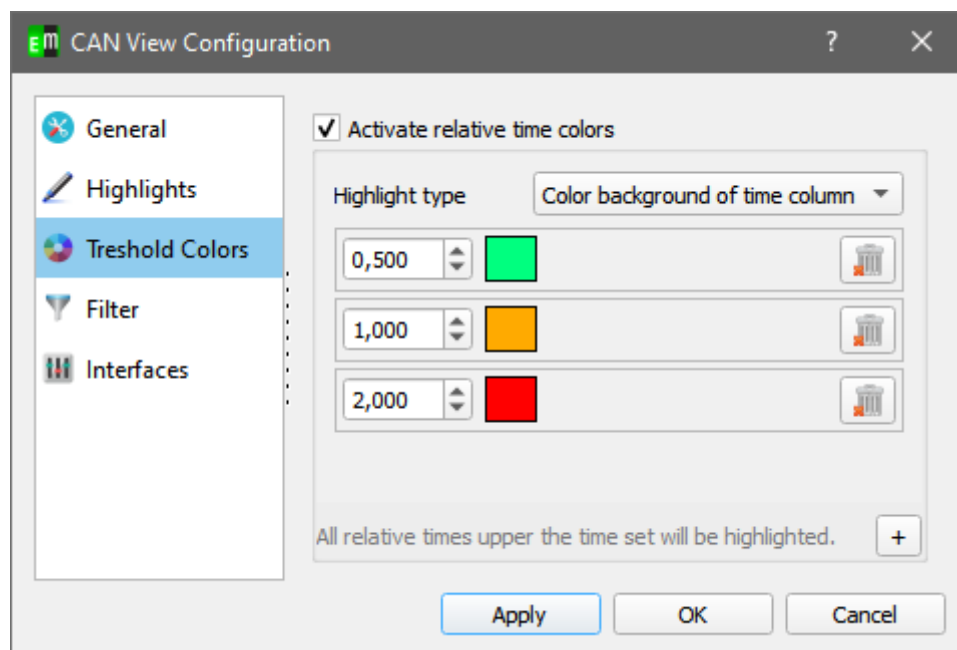 EM CAN View Configuration ? ×
General
Highlights
Treshold Colors
Filter
Interfaces
✓ Activate relative time colors
Highlight type Color background of time column
0,500
1,000
2,000
All relative times upper the time set will be highlighted. +
Apply OK Cancel